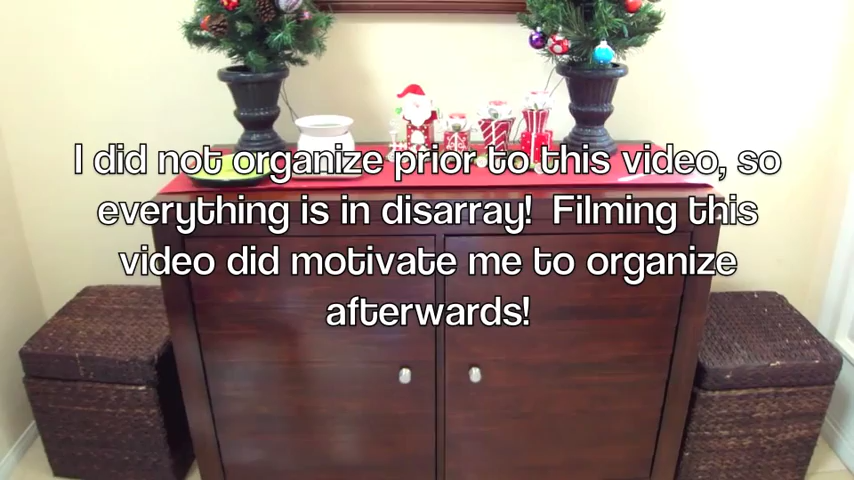 I did not organize prior to this video, so
everything is in disarray!  Filming this
video did motivate me to organize
afterwards!